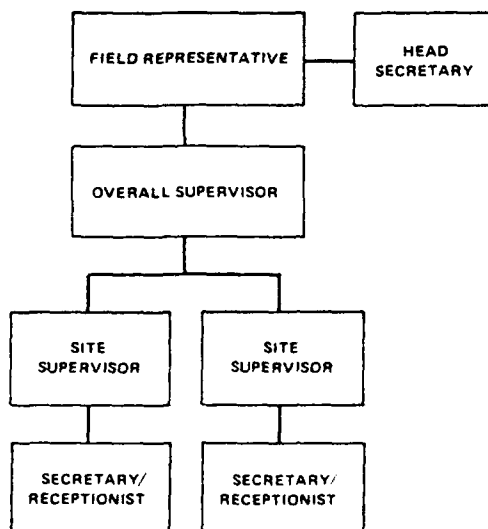 FIELD REPRESENTATIVE
HEAD
SECRETARY
OVERALL SUPERVISOR
SITE
SUPERVISOR
SITE
SUPERVISOR
SECRETARY/
RECEPTIONIST
SECRETARY/
RECEPTIONIST